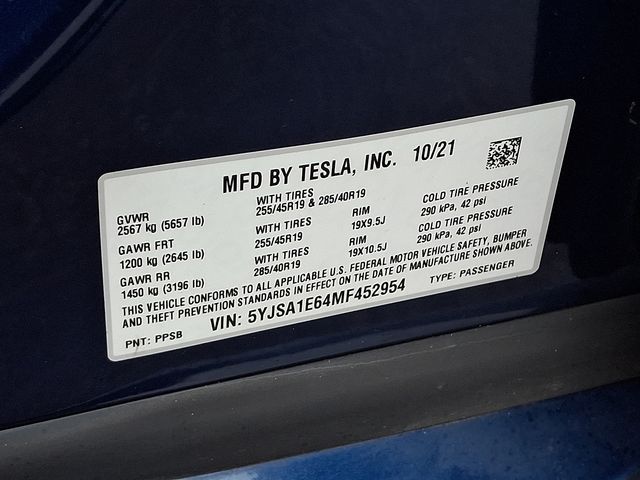 MFD BY TESLA, INC. 10/21
GVWR WITH TIRES COLD TIRE PRESSURE
2567 kg (5657 lb) 255/45R19 & 285/40R19 290 kPa, 42 psi
GAWR FRT WITH TIRES RIM COLD TIRE PRESSURE
1200 kg (2645 lb) 255/45R19 19X9.5J 290 kPa, 42 psi
GAWR RR WITH TIRES RIM
1450 kg (3196 lb) 285/40R19 19X10.5J
THIS VEHICLE CONFORMS TO ALL APPLICABLE U.S. FEDERAL MOTOR VEHICLE SAFETY, BUMPER
AND THEFT PREVENTION STANDARDS IN EFFECT ON THE DATE OF MANUFACTURE SHOWN ABOVE.
PNT: PPSB VIN: 5YJSA1E64MF452954 TYPE: PASSENGER